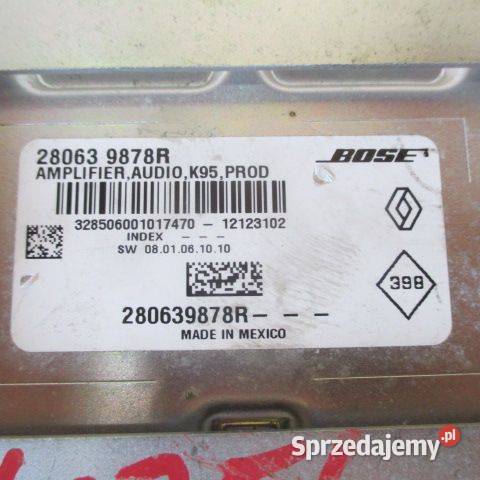 28063 9878R
BOSE
AMPLIFIER,AUDIO,K95,PROD
328506001017470 - 12123102
INDEX - - -
SW 08.01.06.10.10
398
280639878R- - -
MADE IN MEXICO
Sprzedajemy.pl